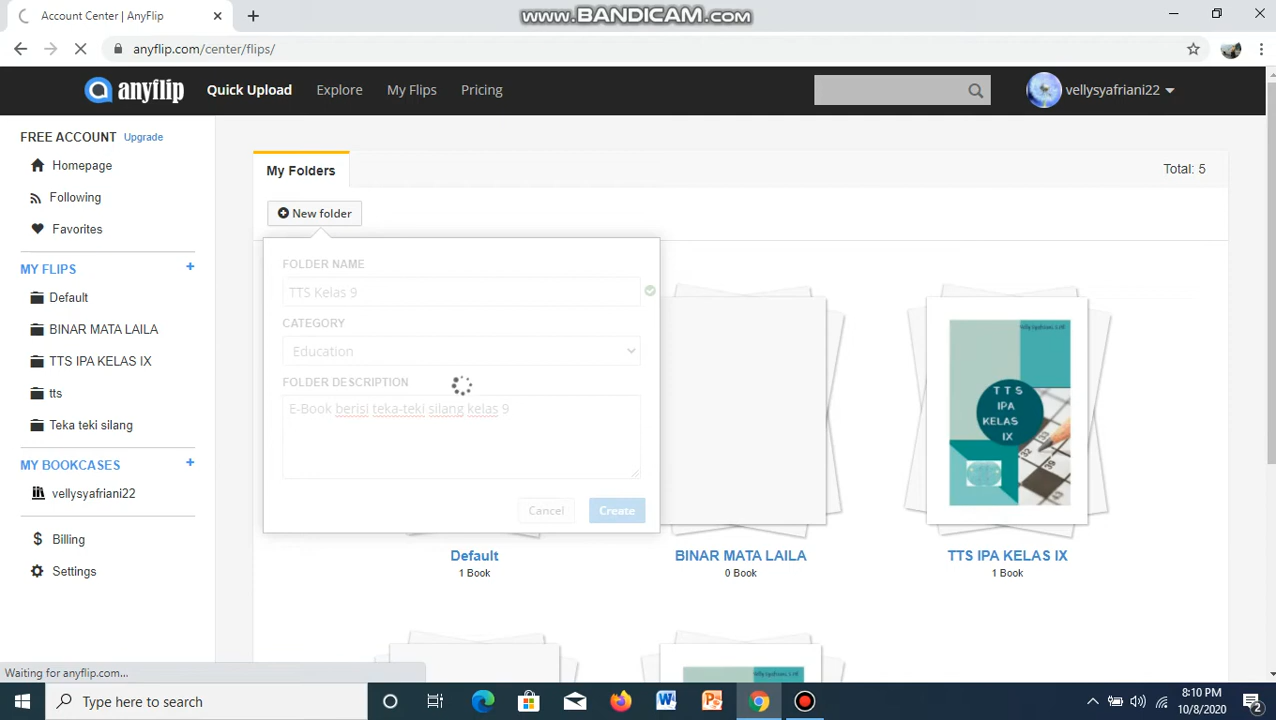 Account Center | AnyFlip
www.BANDICAM.com
anyflip.com/center/flips/
anyflip
Quick Upload
Explore
My Flips
Pricing
vellysyafriani22
FREE ACCOUNT Upgrade
Homepage
Following
Favorites
MY FLIPS +
Default
BINAR MATA LAILA
TTS IPA KELAS IX
tts
Teka teki silang
MY BOOKCASES +
vellysyafriani22
Billing
Settings
My Folders
Total: 5
New folder
FOLDER NAME
TTS Kelas 9
CATEGORY
Education
FOLDER DESCRIPTION
E-Book berisi teka-teki silang kelas 9
Cancel
Create
T T S
IPA
KELAS
IX
32
33
39
Default
1 Book
BINAR MATA LAILA
0 Book
TTS IPA KELAS IX
1 Book
Waiting for anyflip.com...
Type here to search
8:10 PM
10/8/2020
2